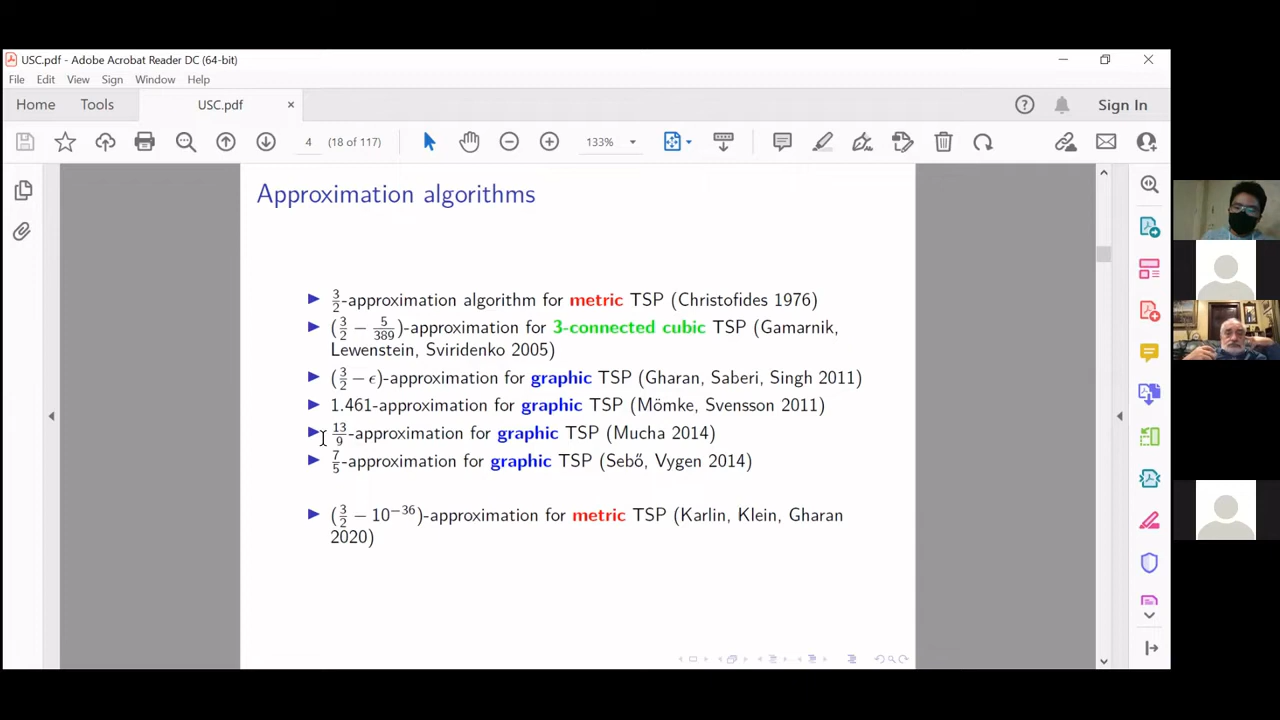 USC.pdf - Adobe Acrobat Reader DC (64-bit)
File Edit View Sign Window Help
Home Tools USC.pdf × Sign In
4 (18 of 117) 133%
Approximation algorithms
▶ 3/2-approximation algorithm for metric TSP (Christofides 1976)
▶ (3/2 − 5/389)-approximation for 3-connected cubic TSP (Gamarnik,
Lewenstein, Sviridenko 2005)
▶ (3/2 − ϵ)-approximation for graphic TSP (Gharan, Saberi, Singh 2011)
▶ 1.461-approximation for graphic TSP (Mömke, Svensson 2011)
▶ 13/9-approximation for graphic TSP (Mucha 2014)
▶ 7/5-approximation for graphic TSP (Sebő, Vygen 2014)
▶ (3/2 − 10⁻³⁶)-approximation for metric TSP (Karlin, Klein, Gharan
2020)